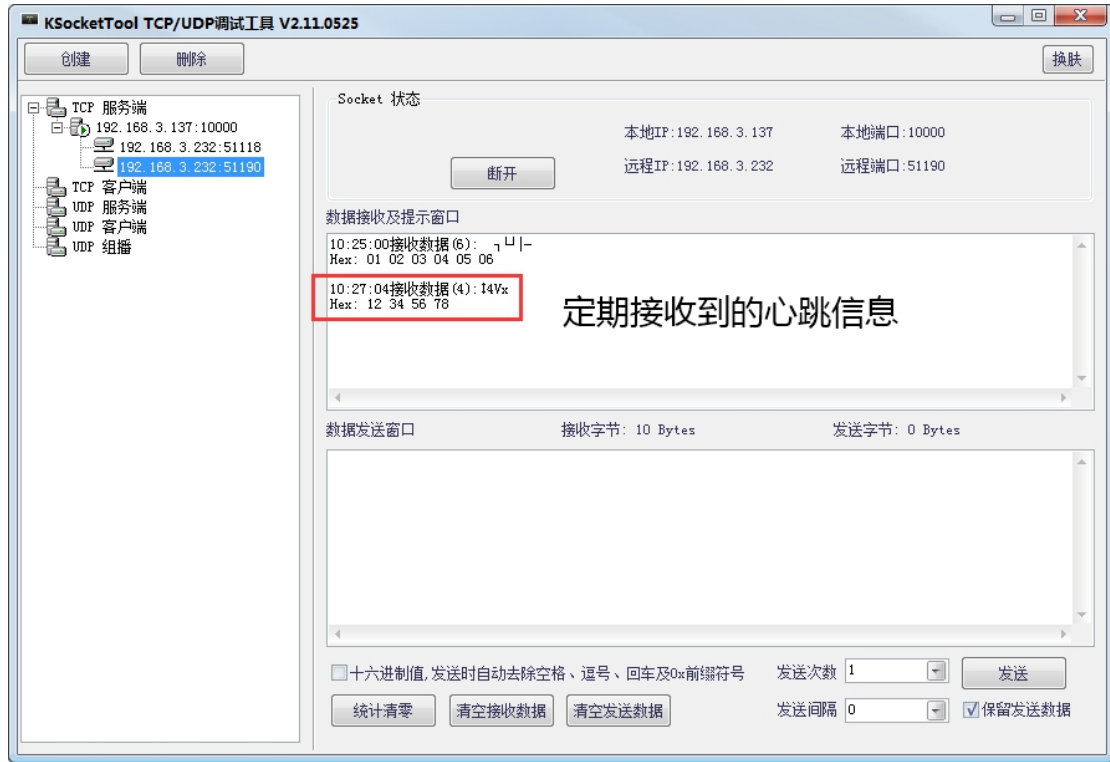 KSocketTool TCP/UDP调试工具 V2.11.0525
创建 删除 换肤
TCP 服务端
192.168.3.137:10000
192.168.3.232:51118
192.168.3.232:51190
TCP 客户端
UDP 服务端
UDP 客户端
UDP 组播
Socket 状态
本地IP:192.168.3.137 本地端口:10000
断开 远程IP:192.168.3.232 远程端口:51190
数据接收及提示窗口
10:25:00接收数据(6):
Hex: 01 02 03 04 05 06
10:27:04接收数据(4):↕4Vx
Hex: 12 34 56 78
定期接收到的心跳信息
数据发送窗口 接收字节: 10 Bytes 发送字节: 0 Bytes
十六进制值,发送时自动去除空格、逗号、回车及0x前缀符号 发送次数 1 发送
统计清零 清空接收数据 清空发送数据 发送间隔 0 保留发送数据